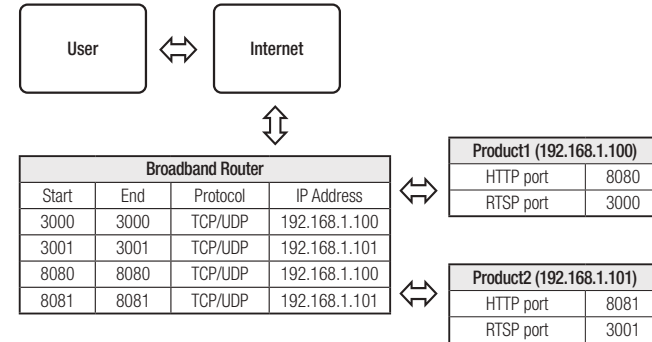 User
Internet
Broadband Router
Start End Protocol IP Address
3000 3000 TCP/UDP 192.168.1.100
3001 3001 TCP/UDP 192.168.1.101
8080 8080 TCP/UDP 192.168.1.100
8081 8081 TCP/UDP 192.168.1.101
Product1 (192.168.1.100)
HTTP port 8080
RTSP port 3000
Product2 (192.168.1.101)
HTTP port 8081
RTSP port 3001